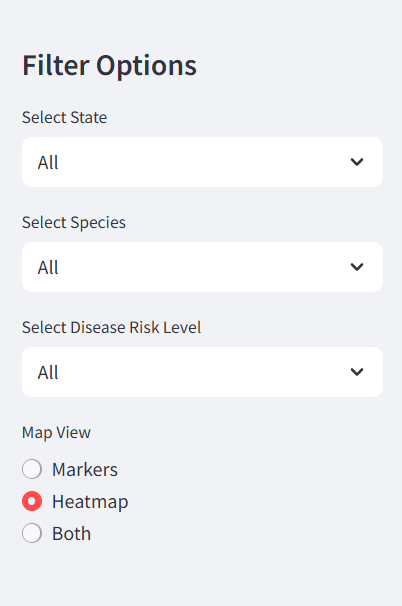 Filter Options
Select State
All
Select Species
All
Select Disease Risk Level
All
Map View
Markers
Heatmap
Both